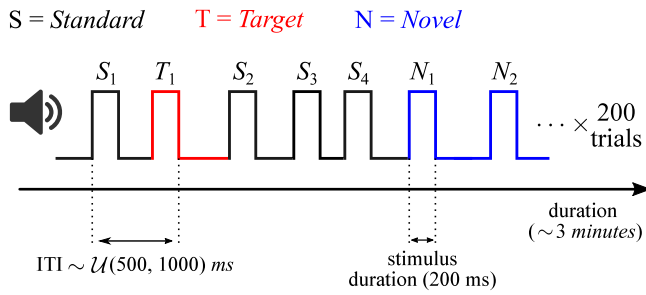 S = Standard T = Target N = Novel
S₁ T₁ S₂ S₃ S₄ N₁ N₂
··· × 200
trials
duration
(∼3 minutes)
ITI ∼ 𝒰(500, 1000) ms
stimulus
duration (200 ms)